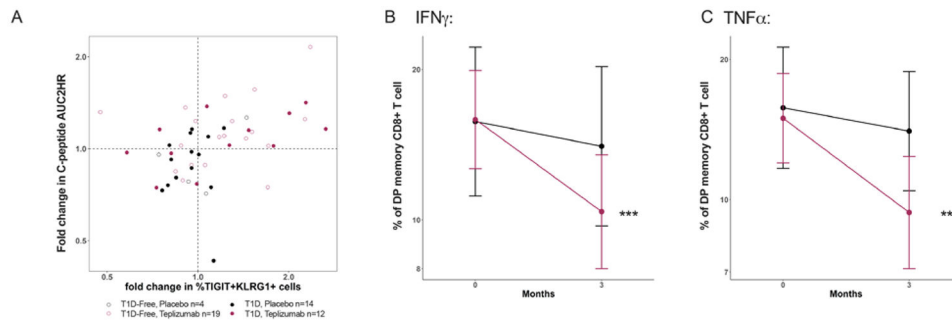 A
B IFNγ:
C TNFα:
Fold change in C-peptide AUC2HR
2.0
1.0
0.5
0.5
1.0
2.0
fold change in %TIGIT+KLRG1+ cells
T1D-Free, Placebo n=4
T1D, Placebo n=14
T1D-Free, Teplizumab n=19
T1D, Teplizumab n=12
% of DP memory CD8+ T cell
20
10
8
***
0
3
Months
% of DP memory CD8+ T cell
20
10
7
**
0
3
Months